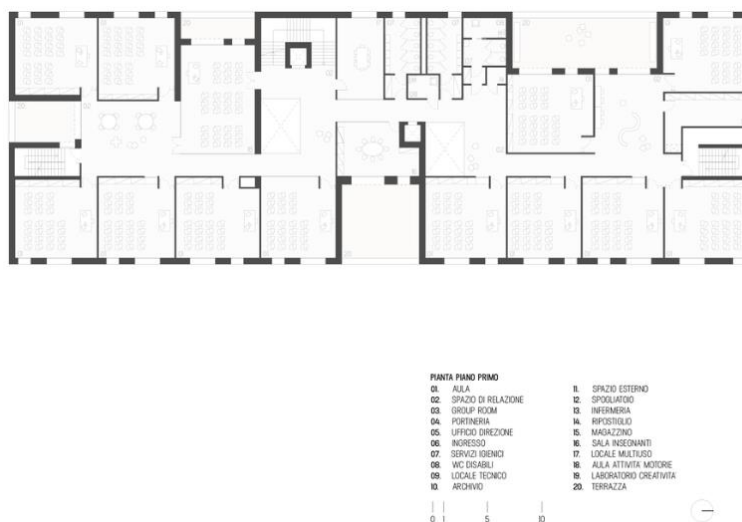 PIANTA PIANO PRIMO
01. AULA
02. SPAZIO DI RELAZIONE
03. GROUP ROOM
04. PORTINERIA
05. UFFICIO DIREZIONE
06. INGRESSO
07. SERVIZI IGIENICI
08. WC DISABILI
09. LOCALE TECNICO
10. ARCHIVIO
11. SPAZIO ESTERNO
12. SPOGLIATOIO
13. INFERMERIA
14. RIPOSTIGLIO
15. MAGAZZINO
16. SALA INSEGNANTI
17. LOCALE MULTIUSO
18. AULA ATTIVITÀ MOTORIE
19. LABORATORIO CREATIVITÀ
20. TERRAZZA
0 1 5 10